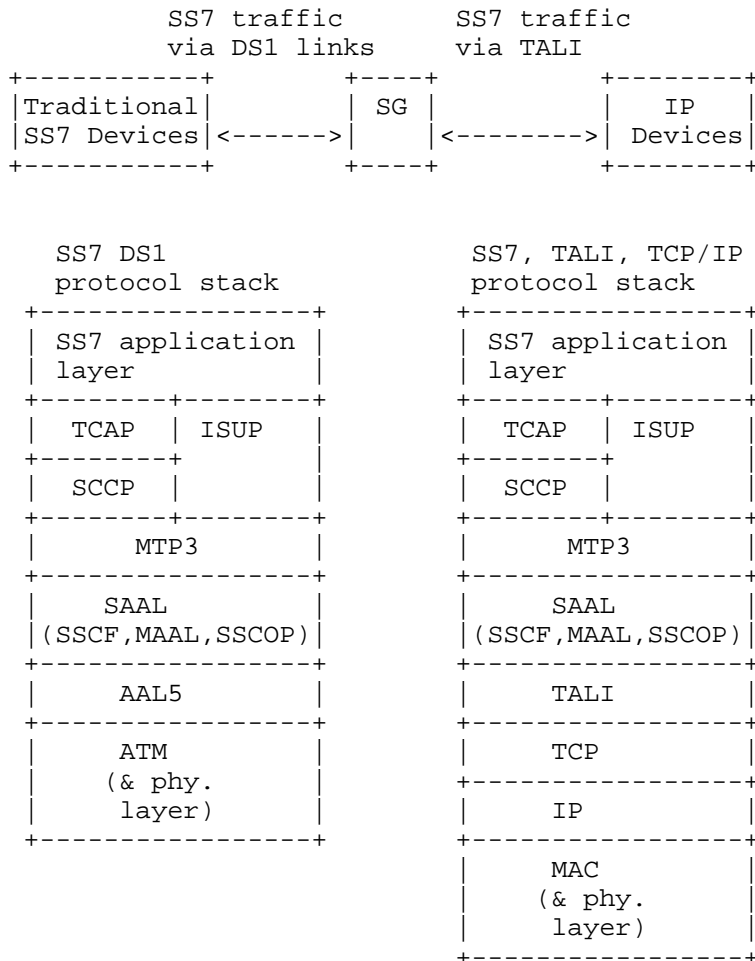 SS7 traffic SS7 traffic
via DS1 links via TALI
Traditional SG IP
SS7 Devices Devices
SS7 DS1 SS7, TALI, TCP/IP
protocol stack protocol stack
SS7 application SS7 application
layer layer
TCAP ISUP TCAP ISUP
SCCP SCCP
MTP3 MTP3
SAAL SAAL
(SSCF,MAAL,SSCOP) (SSCF,MAAL,SSCOP)
AAL5 TALI
ATM TCP
(& phy.
layer) IP
MAC
(& phy.
layer)